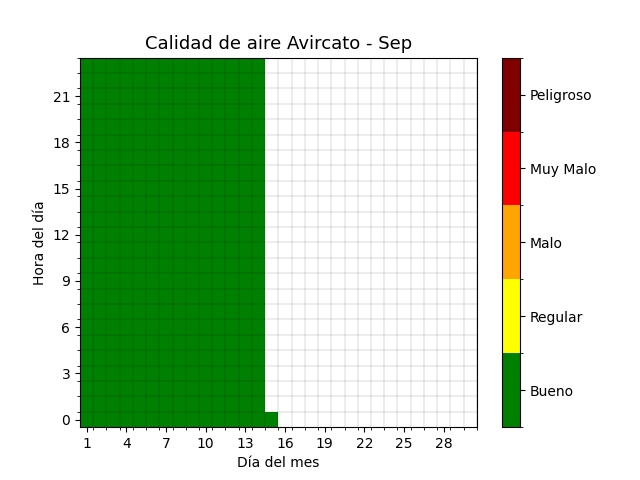 Calidad de aire Avircato - Sep
Hora del día
21
18
15
12
9
6
3
0
1 4 7 10 13 16 19 22 25 28
Día del mes
Peligroso
Muy Malo
Malo
Regular
Bueno